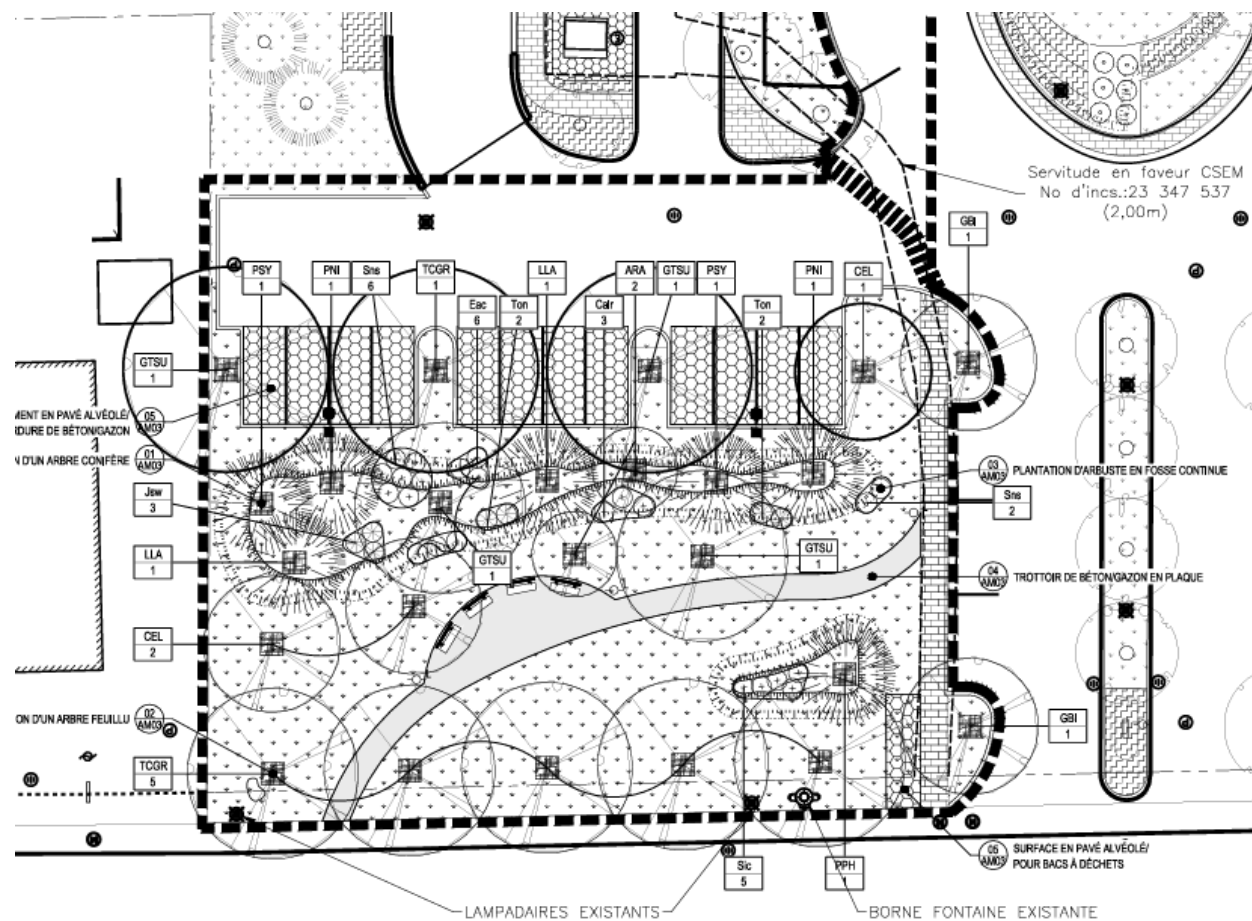 Servitude en faveur CSEM
No d'incs.:23 347 537
(2,00m)
GBI
1
PSY
1
PNI
1
Sns
6
TCGR
1
LLA
1
ARA
2
GTSU
1
PSY
1
PNI
1
CEL
1
Eac
6
Ton
2
Calr
3
Ton
2
GTSU
1
MENT EN PAVÉ ALVÉOLÉ/
DURE DE BÉTON/GAZON
05
AM03
N D'UN ARBRE CONIFÈRE
01
AM03
03
AM03
PLANTATION D'ARBUSTE EN FOSSE CONTINUE
Jsw
3
Sns
2
LLA
1
GTSU
1
GTSU
1
04
AM03
TROTTOIR DE BÉTON/GAZON EN PLAQUE
CEL
2
ON D'UN ARBRE FEUILLU
02
AM03
GBI
1
TCGR
5
Sic
5
PPH
1
05
AM03
SURFACE EN PAVÉ ALVÉOLÉ/
POUR BACS À DÉCHETS
LAMPADAIRES EXISTANTS
BORNE FONTAINE EXISTANTE